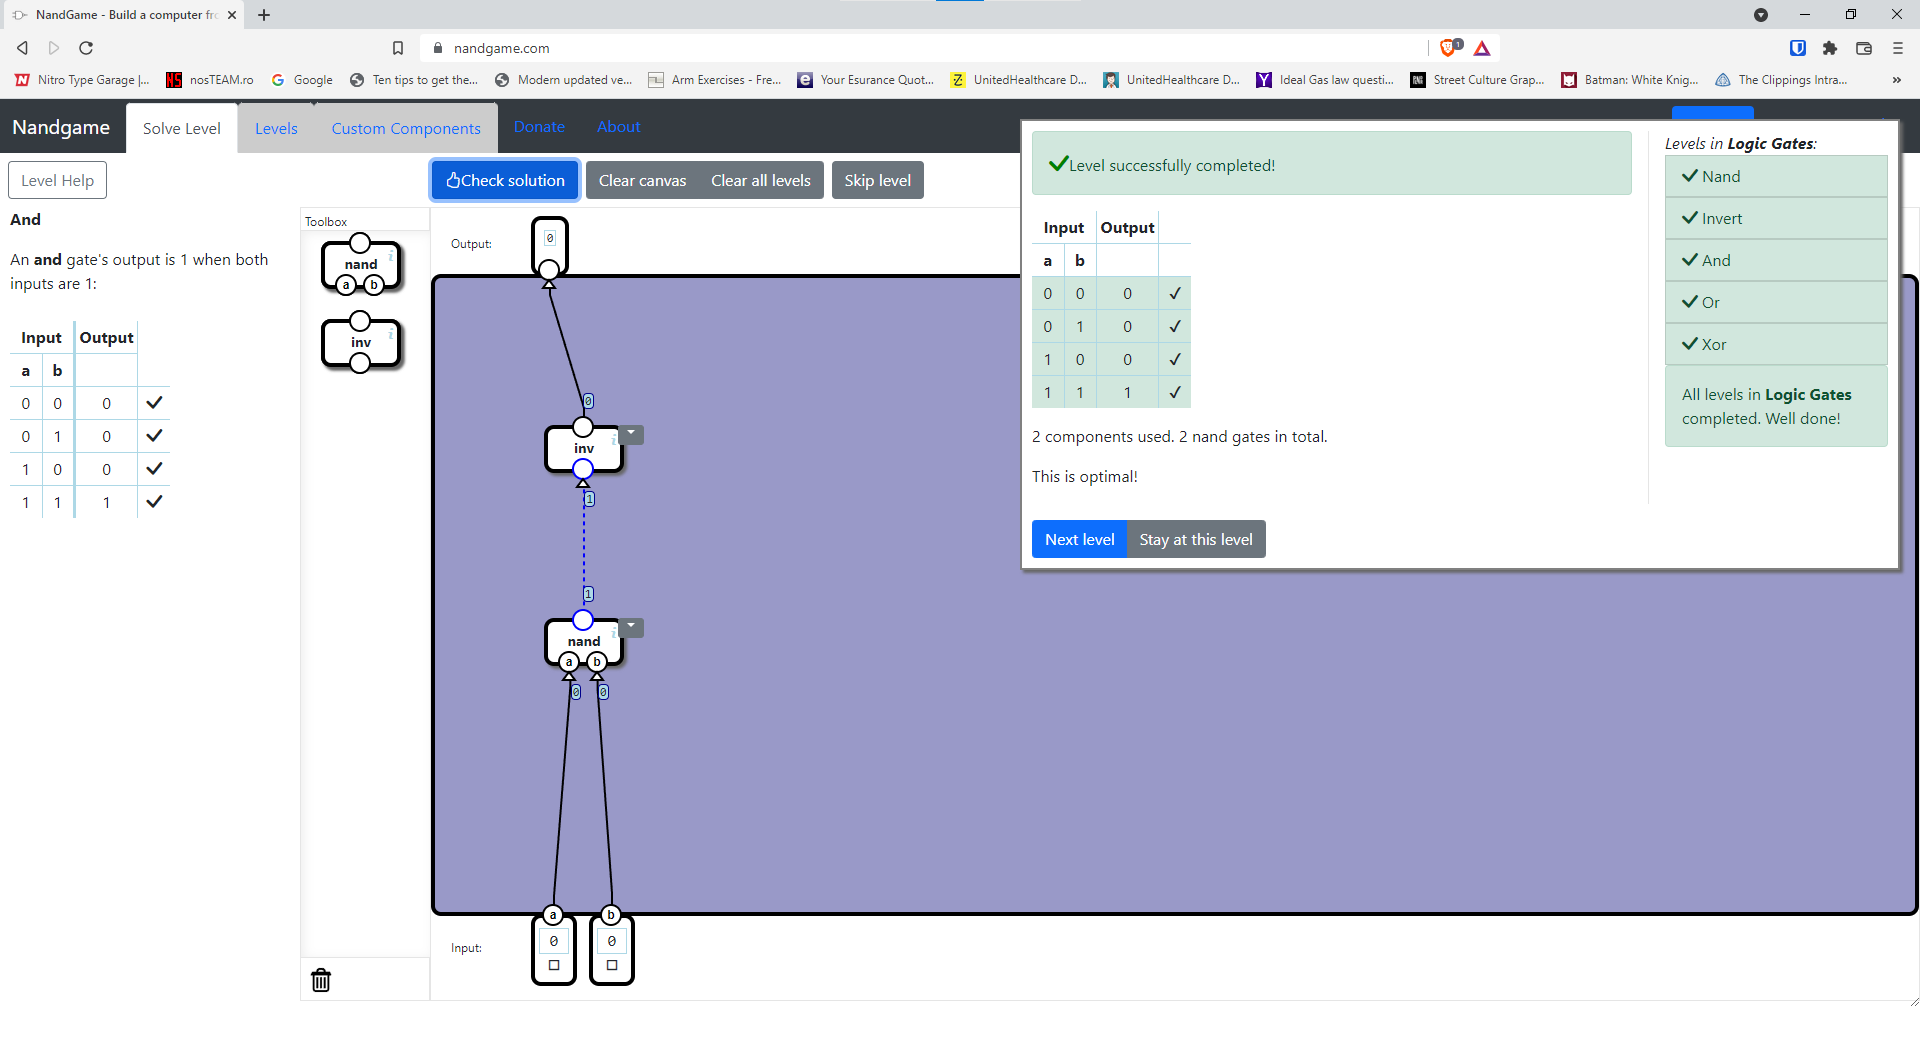 NandGame - Build a computer fr
nandgame.com
1
Nitro Type Garage |...
NS nosTEAM.ro
Google
Ten tips to get the...
Modern updated ve...
Arm Exercises - Fre...
Your Esurance Quot...
UnitedHealthcare D...
UnitedHealthcare D...
Ideal Gas law questi...
Street Culture Grap...
Batman: White Knig...
The Clippings Intra...
»
Nandgame
Solve Level
Levels
Custom Components
Donate
About
Level Help
Check solution
Clear canvas
Clear all levels
Skip level
And
An and gate's output is 1 when both
inputs are 1:
Input Output
a b
0 0 0 ✓
0 1 0 ✓
1 0 0 ✓
1 1 1 ✓
Toolbox
nand
i
a b
inv
i
Output:
0
0
inv
i
1
1
nand
i
a b
0 0
a b
Input:
0 0
Level successfully completed!
Input Output
a b
0 0 0 ✓
0 1 0 ✓
1 0 0 ✓
1 1 1 ✓
2 components used. 2 nand gates in total.
This is optimal!
Next level
Stay at this level
Levels in Logic Gates:
✓ Nand
✓ Invert
✓ And
✓ Or
✓ Xor
All levels in Logic Gates
completed. Well done!